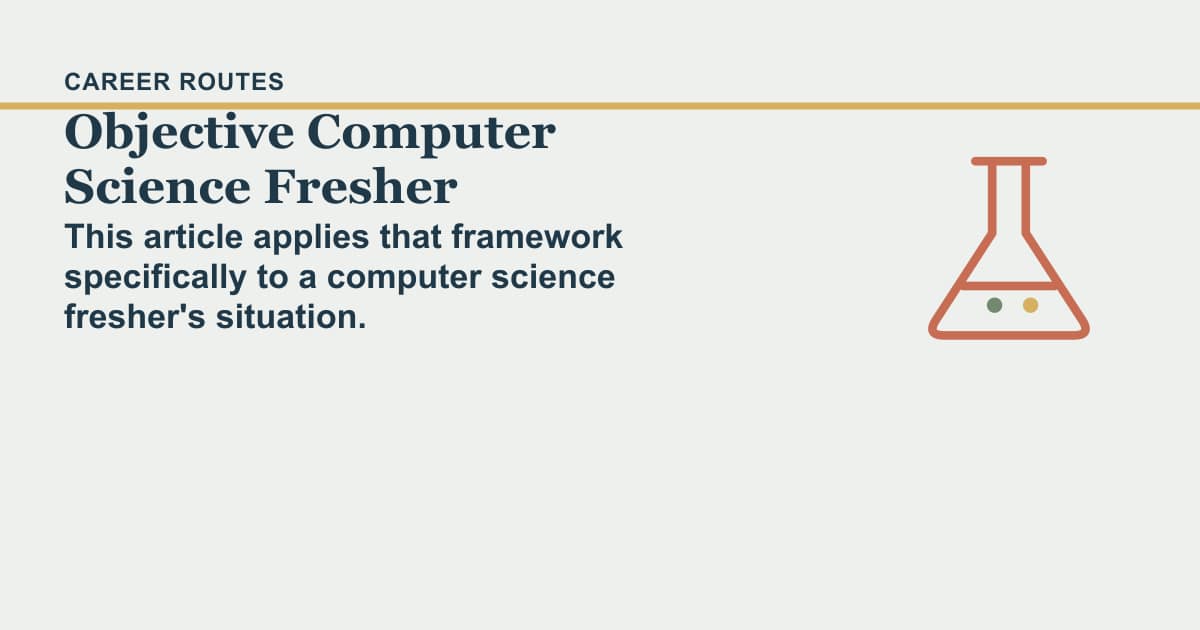 CAREER ROUTES
Objective Computer
Science Fresher
This article applies that framework
specifically to a computer science
fresher's situation.